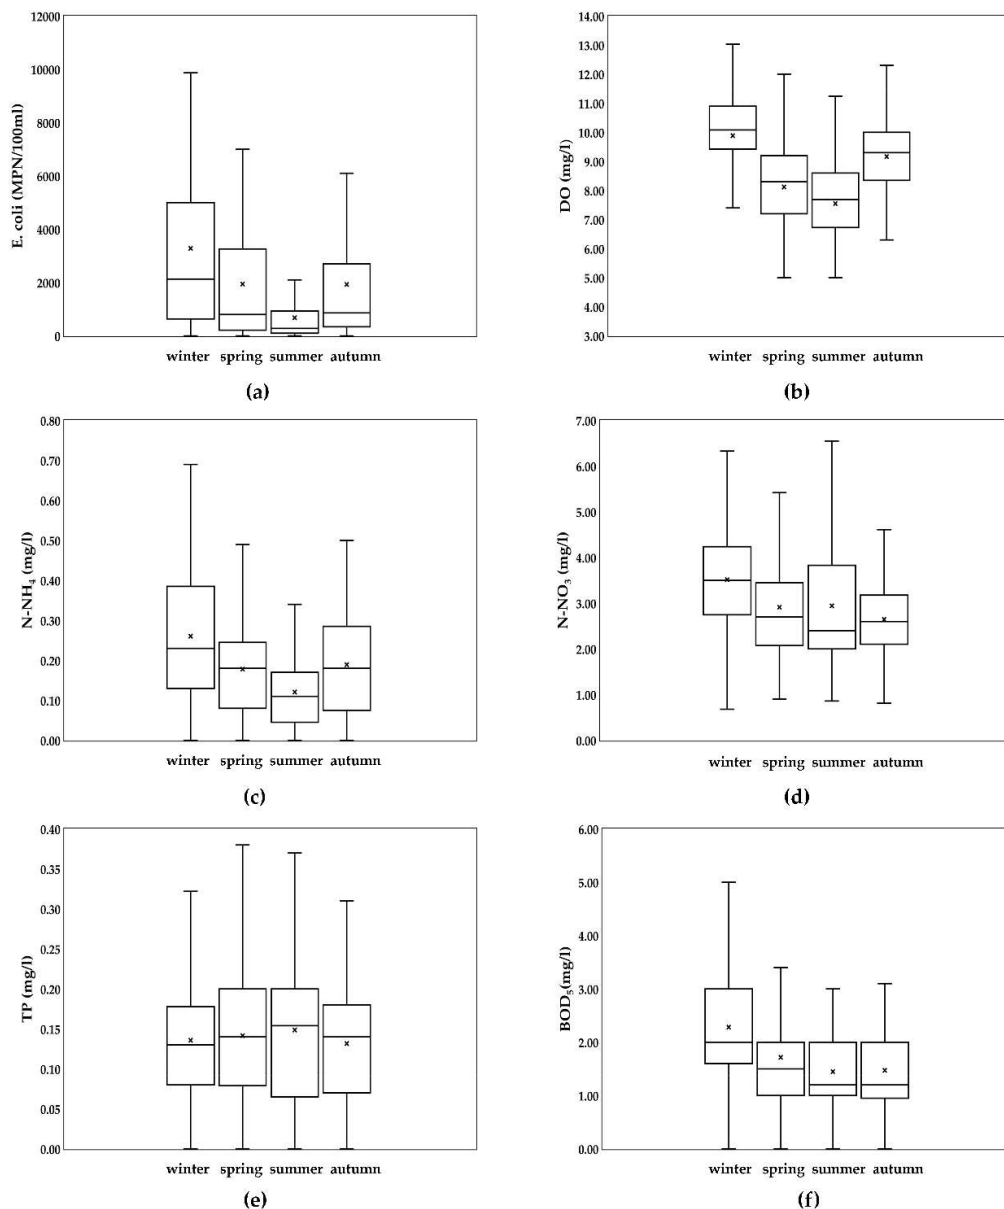 12000
10000
8000
6000
4000
2000
0
E. coli (MPN/100ml)
winter spring summer autumn
(a)
14.00
13.00
12.00
11.00
10.00
9.00
8.00
7.00
6.00
5.00
4.00
3.00
DO (mg/l)
winter spring summer autumn
(b)
0.80
0.70
0.60
0.50
0.40
0.30
0.20
0.10
0.00
N-NH4 (mg/l)
winter spring summer autumn
(c)
7.00
6.00
5.00
4.00
3.00
2.00
1.00
0.00
N-NO3 (mg/l)
winter spring summer autumn
(d)
0.40
0.35
0.30
0.25
0.20
0.15
0.10
0.05
0.00
TP (mg/l)
winter spring summer autumn
(e)
6.00
5.00
4.00
3.00
2.00
1.00
0.00
BOD5(mg/l)
winter spring summer autumn
(f)